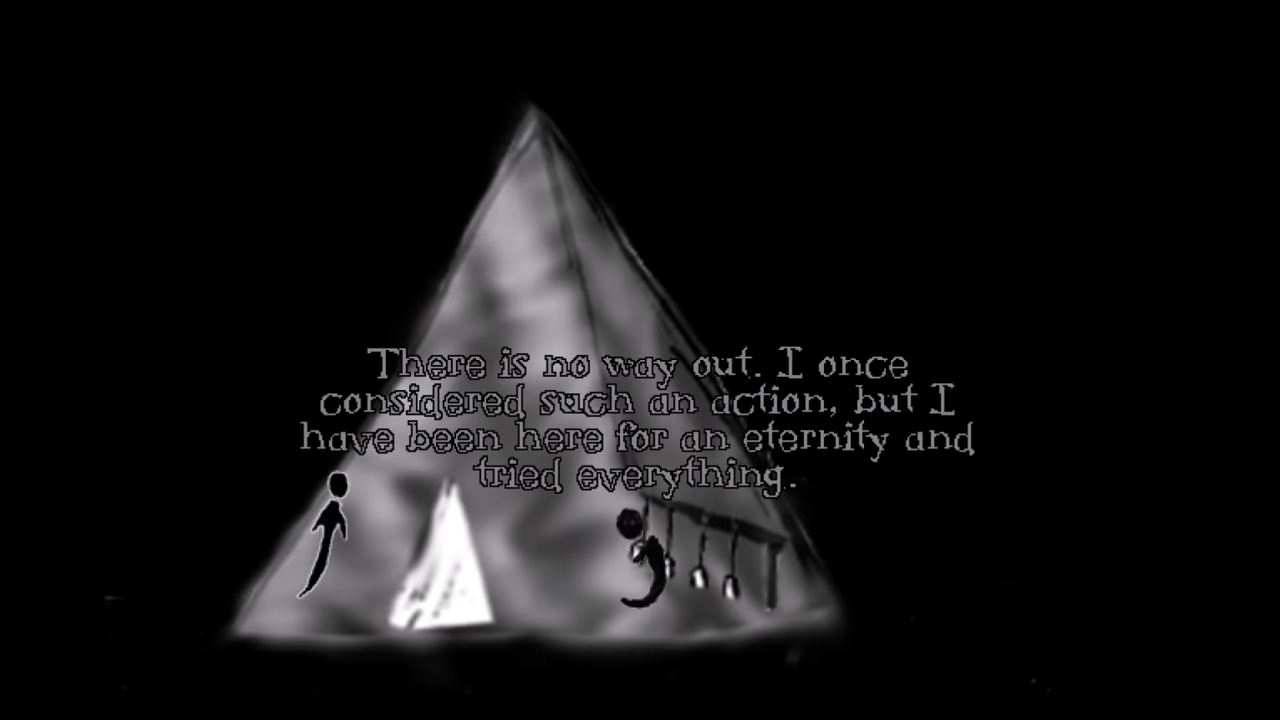 There is no way out. I once
considered such an action, but I
have been here for an eternity and
tried everything.